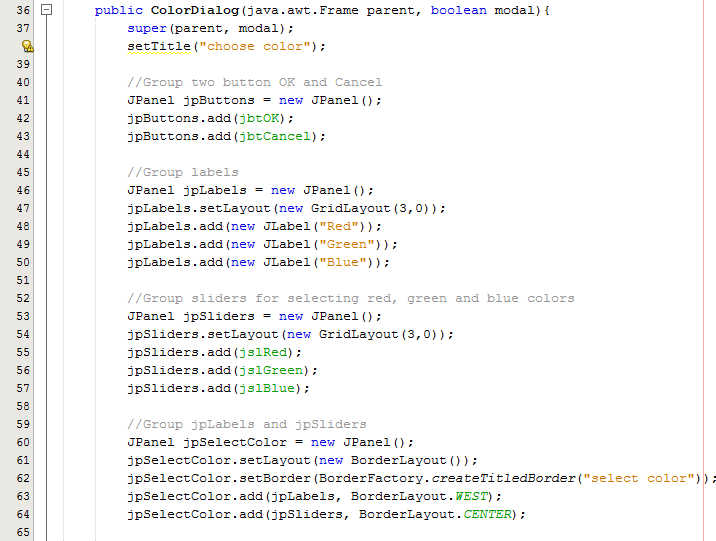 36 public ColorDialog(java.awt.Frame parent, boolean modal){
37 super(parent, modal);
setTitle("choose color");
39
40 //Group two button OK and Cancel
41 JPanel jpButtons = new JPanel();
42 jpButtons.add(jbtOK);
43 jpButtons.add(jbtCancel);
44
45 //Group labels
46 JPanel jpLabels = new JPanel();
47 jpLabels.setLayout(new GridLayout(3,0));
48 jpLabels.add(new JLabel("Red"));
49 jpLabels.add(new JLabel("Green"));
50 jpLabels.add(new JLabel("Blue"));
51
52 //Group sliders for selecting red, green and blue colors
53 JPanel jpSliders = new JPanel();
54 jpSliders.setLayout(new GridLayout(3,0));
55 jpSliders.add(jslRed);
56 jpSliders.add(jslGreen);
57 jpSliders.add(jslBlue);
58
59 //Group jpLabels and jpSliders
60 JPanel jpSelectColor = new JPanel();
61 jpSelectColor.setLayout(new BorderLayout());
62 jpSelectColor.setBorder(BorderFactory.createTitledBorder("select color"));
63 jpSelectColor.add(jpLabels, BorderLayout.WEST);
64 jpSelectColor.add(jpSliders, BorderLayout.CENTER);
65